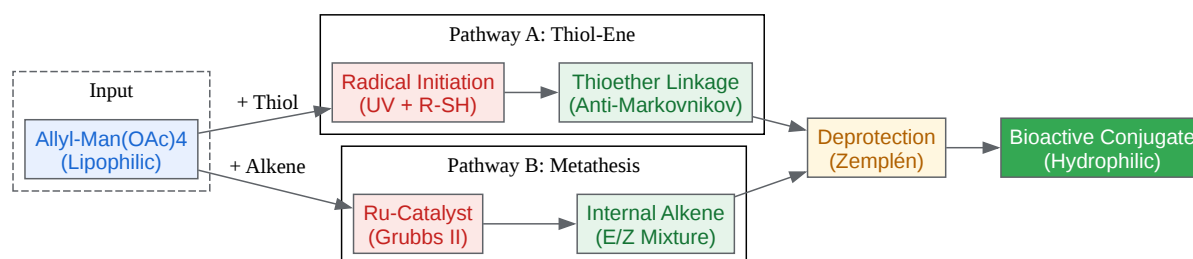 Input
Allyl-Man(OAc)4
(Lipophilic)
+ Thiol
+ Alkene
Pathway A: Thiol-Ene
Radical Initiation
(UV + R-SH)
Thioether Linkage
(Anti-Markovnikov)
Pathway B: Metathesis
Ru-Catalyst
(Grubbs II)
Internal Alkene
(E/Z Mixture)
Deprotection
(Zemplén)
Bioactive Conjugate
(Hydrophilic)